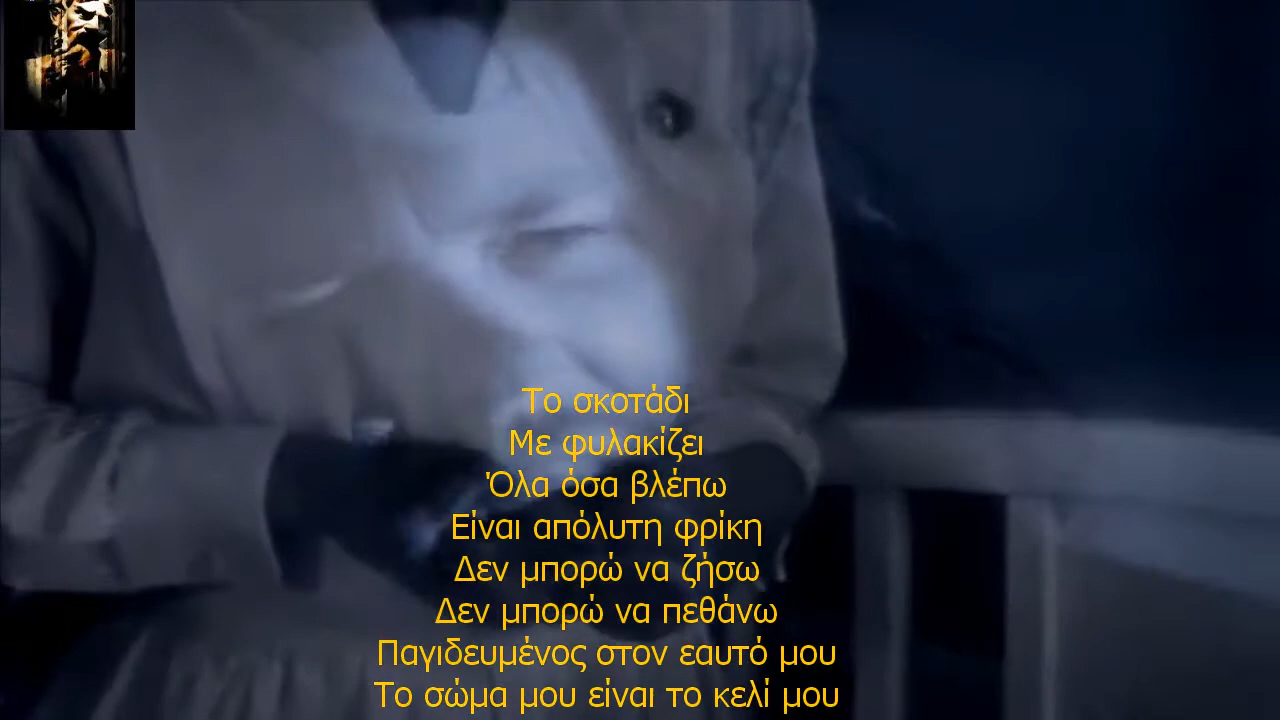 Το σκοτάδι
Με φυλακίζει
Όλα όσα βλέπω
Είναι απόλυτη φρίκη
Δεν μπορώ να ζήσω
Δεν μπορώ να πεθάνω
Παγιδευμένος στον εαυτό μου
Το σώμα μου είναι το κελί μου